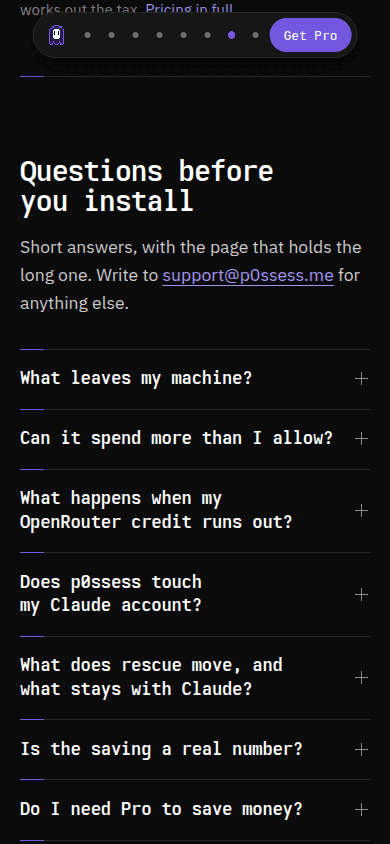 works out the tax. Pricing in full
Get Pro
Questions before
you install
Short answers, with the page that holds the
long one. Write to support@p0ssess.me for
anything else.
What leaves my machine?
Can it spend more than I allow?
What happens when my
OpenRouter credit runs out?
Does p0ssess touch
my Claude account?
What does rescue move, and
what stays with Claude?
Is the saving a real number?
Do I need Pro to save money?